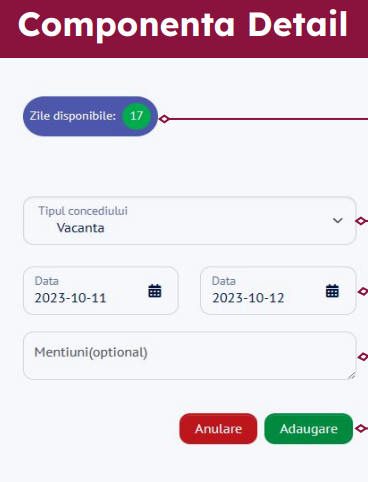 Componenta Detail
Zile disponibile: 17
Tipul concediului
Vacanta
Data
2023-10-11
Data
2023-10-12
Mentiuni(optional)
Anulare
Adaugare